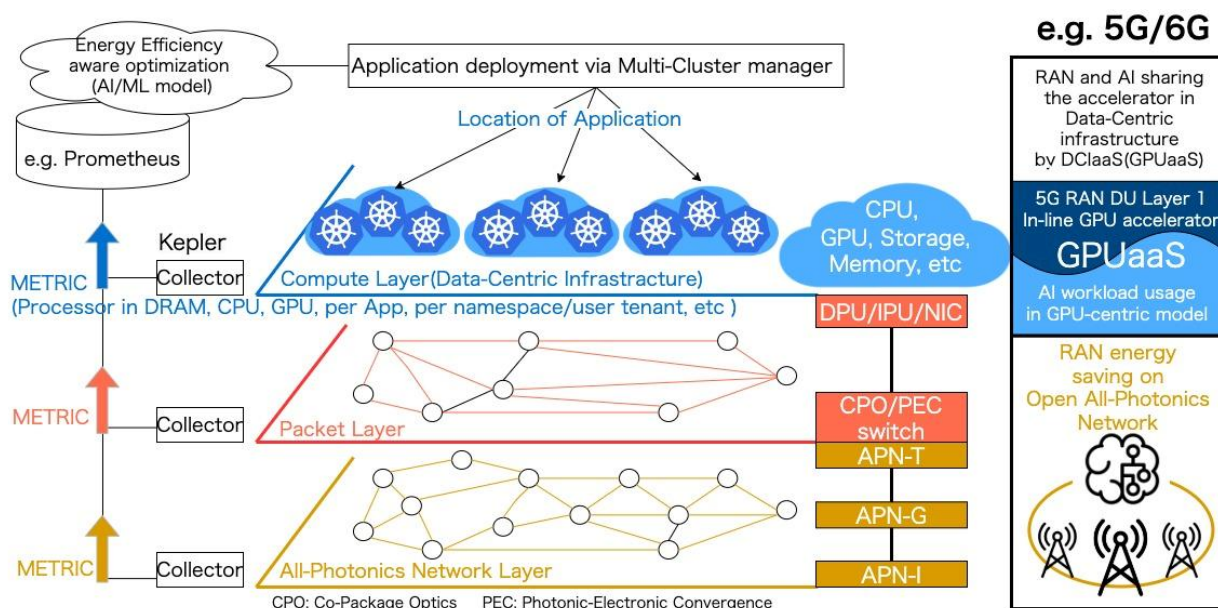 Energy Efficiency
aware optimization
(AI/ML model)
Application deployment via Multi-Cluster manager
Location of Application
e.g. Prometheus
METRIC
Kepler
Collector
Compute Layer(Data-Centric Infrastracture)
(Processor in DRAM, CPU, GPU, per App, per namespace/user tenant, etc )
CPU,
GPU, Storage,
Memory, etc
DPU/IPU/NIC
METRIC
Collector
Packet Layer
CPO/PEC
switch
APN-T
APN-G
METRIC
Collector
All-Photonics Network Layer
APN-I
CPO: Co-Package Optics PEC: Photonic-Electronic Convergence
e.g. 5G/6G
RAN and AI sharing
the accelerator in
Data-Centric
infrastructure
by DCIaaS(GPUaaS)
5G RAN DU Layer 1
In-line GPU accelerator
GPUaaS
AI workload usage
in GPU-centric model
RAN energy
saving on
Open All-Photonics
Network